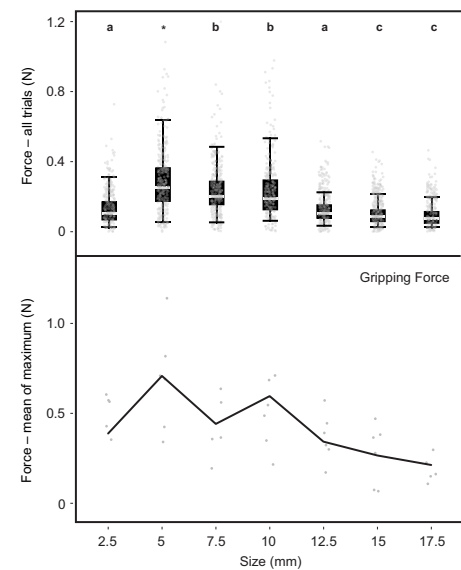 1.2
a * b b a c c
Force – all trials (N)
0.8
0.4
0
Gripping Force
Force – mean of maximum (N)
1.0
0.5
0
2.5 5 7.5 10 12.5 15 17.5
Size (mm)